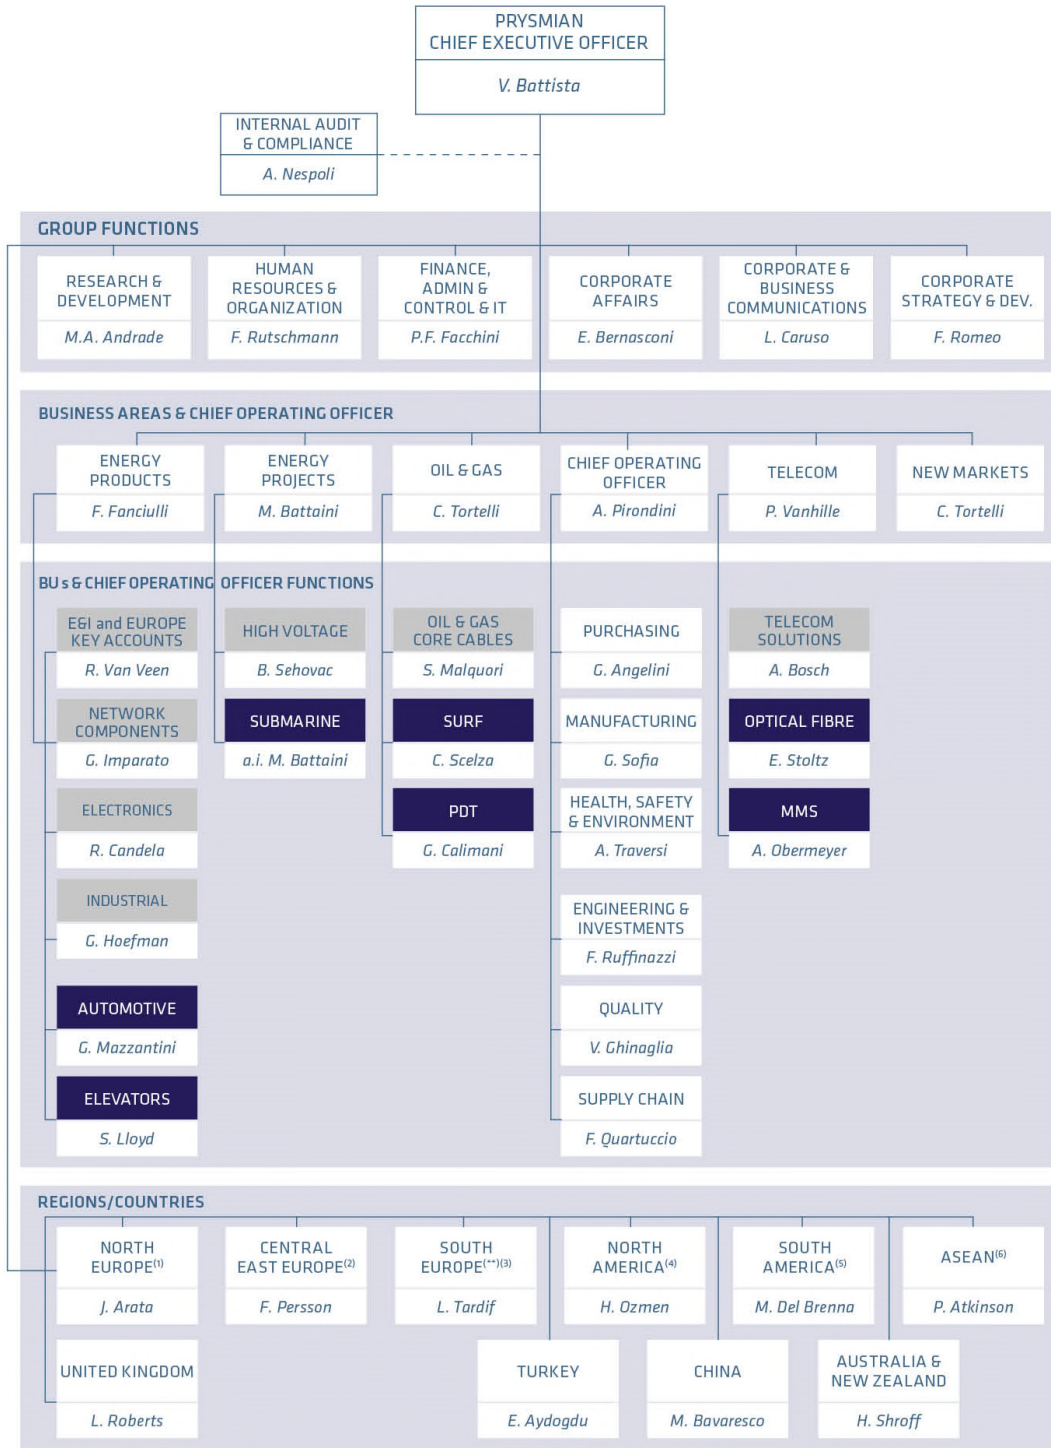 PRYSMIAN
CHIEF EXECUTIVE OFFICER
V. Battista
INTERNAL AUDIT
& COMPLIANCE
A. Nespoli
GROUP FUNCTIONS
RESEARCH &
DEVELOPMENT
M.A. Andrade
HUMAN
RESOURCES &
ORGANIZATION
F. Rutschmann
FINANCE,
ADMIN &
CONTROL & IT
P.F. Facchini
CORPORATE
AFFAIRS
E. Bernasconi
CORPORATE &
BUSINESS
COMMUNICATIONS
L. Caruso
CORPORATE
STRATEGY & DEV.
F. Romeo
BUSINESS AREAS & CHIEF OPERATING OFFICER
ENERGY
PRODUCTS
F. Fanciulli
ENERGY
PROJECTS
M. Battaini
OIL & GAS
C. Tortelli
CHIEF OPERATING
OFFICER
A. Pirondini
TELECOM
P. Vanhille
NEW MARKETS
C. Tortelli
BUs & CHIEF OPERATING OFFICER FUNCTIONS
E&I and EUROPE
KEY ACCOUNTS
R. Van Veen
NETWORK
COMPONENTS
G. Imparato
ELECTRONICS
R. Candela
INDUSTRIAL
G. Hoefman
AUTOMOTIVE
G. Mazzantini
ELEVATORS
S. Lloyd
HIGH VOLTAGE
B. Sehovac
SUBMARINE
a.i. M. Battaini
OIL & GAS
CORE CABLES
S. Malquori
SURF
C. Scelza
PDT
G. Calimani
PURCHASING
G. Angelini
MANUFACTURING
G. Sofia
HEALTH, SAFETY
& ENVIRONMENT
A. Traversi
ENGINEERING &
INVESTMENTS
F. Ruffinazzi
QUALITY
V. Ghinaglia
SUPPLY CHAIN
F. Quartuccio
TELECOM
SOLUTIONS
A. Bosch
OPTICAL FIBRE
E. Stoltz
MMS
A. Obermeyer
REGIONS/COUNTRIES
NORTH
EUROPE(1)
J. Arata
CENTRAL
EAST EUROPE(2)
F. Persson
SOUTH
EUROPE(**)(3)
L. Tardif
NORTH
AMERICA(4)
H. Ozmen
SOUTH
AMERICA(5)
M. Del Brenna
ASEAN(6)
P. Atkinson
UNITED KINGDOM
L. Roberts
TURKEY
E. Aydogdu
CHINA
M. Bavaresco
AUSTRALIA &
NEW ZEALAND
H. Shroff